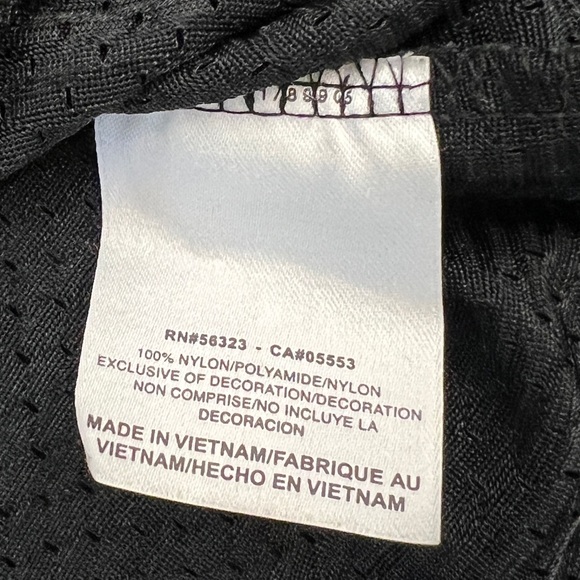 RN#56323 - CA#05553
100% NYLON/POLYAMIDE/NYLON
EXCLUSIVE OF DECORATION/DECORATION
NON COMPRISE/NO INCLUYE LA
DECORACION
MADE IN VIETNAM/FABRIQUE AU
VIETNAM/HECHO EN VIETNAM